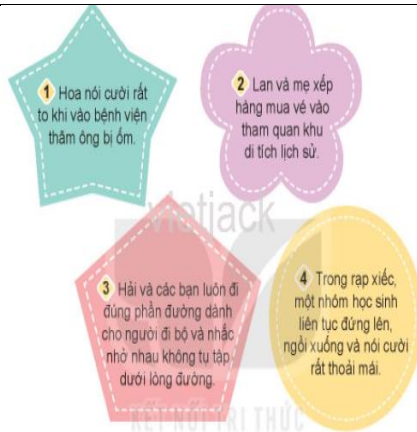 1 Hoa nói cười rất
to khi vào bệnh viện
thăm ông bị ốm.
2 Lan và mẹ xếp
hàng mua vé vào
tham quan khu
di tích lịch sử.
vietjack
3 Hải và các bạn luôn đi
đúng phần đường dành
cho người đi bộ và nhắc
nhở nhau không tụ tập
dưới lòng đường.
4 Trong rạp xiếc,
một nhóm học sinh
liên tục đứng lên,
ngồi xuống và nói cười
rất thoải mái.
KẾT NỐI TRI THỨC